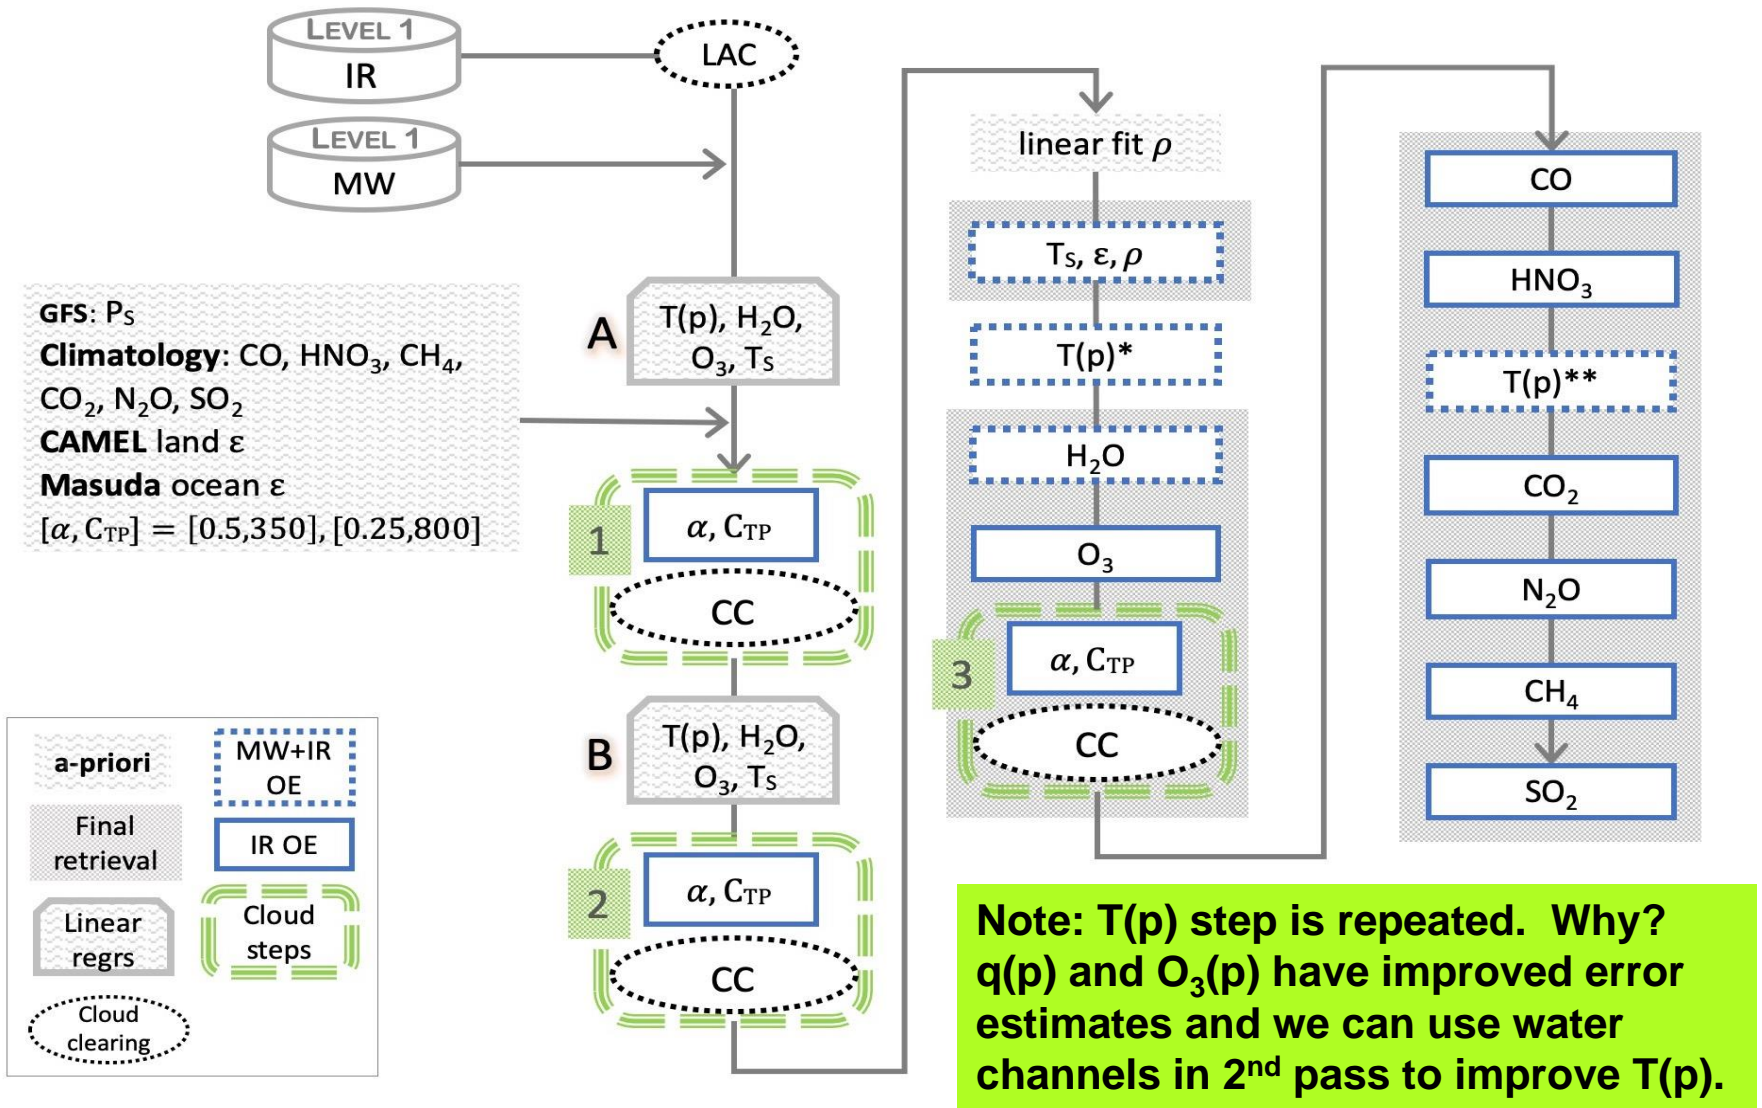 LEVEL 1
IR
LAC
LEVEL 1
MW
GFS: Ps
Climatology: CO, HNO₃, CH₄,
CO₂, N₂O, SO₂
CAMEL land ε
Masuda ocean ε
[α, C_TP] = [0.5,350], [0.25,800]
A
T(p), H₂O,
O₃, Ts
1
α, C_TP
CC
B
T(p), H₂O,
O₃, Ts
2
α, C_TP
CC
linear fit ρ
Ts, ε, ρ
T(p)*
H₂O
O₃
3
α, C_TP
CC
CO
HNO₃
T(p)**
CO₂
N₂O
CH₄
SO₂
a-priori
MW+IR
OE
Final
retrieval
IR OE
Linear
regrs
Cloud
steps
Cloud
clearing
Note: T(p) step is repeated. Why?
q(p) and O₃(p) have improved error
estimates and we can use water
channels in 2nd pass to improve T(p).